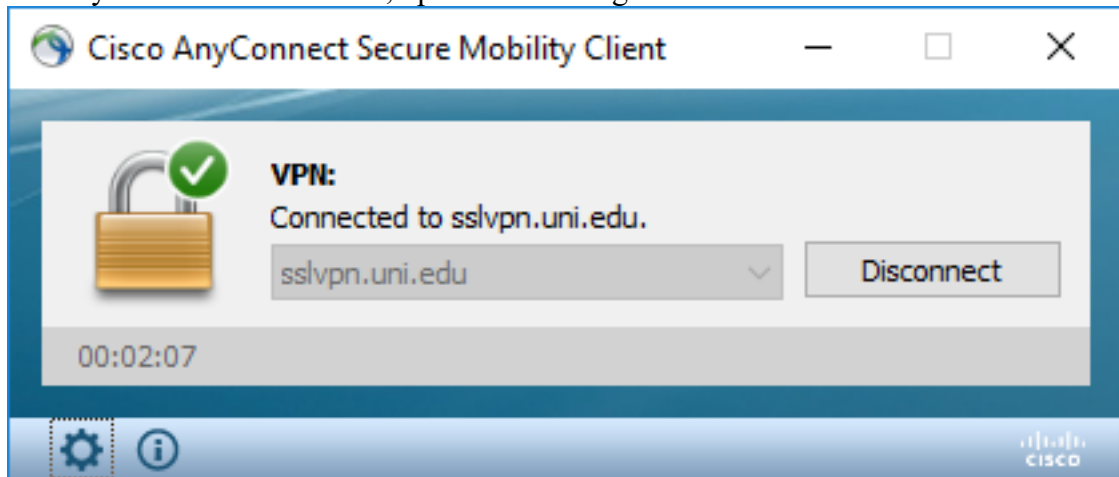 Cisco AnyConnect Secure Mobility Client
VPN:
Connected to sslvpn.uni.edu.
sslvpn.uni.edu
Disconnect
00:02:07
CISCO